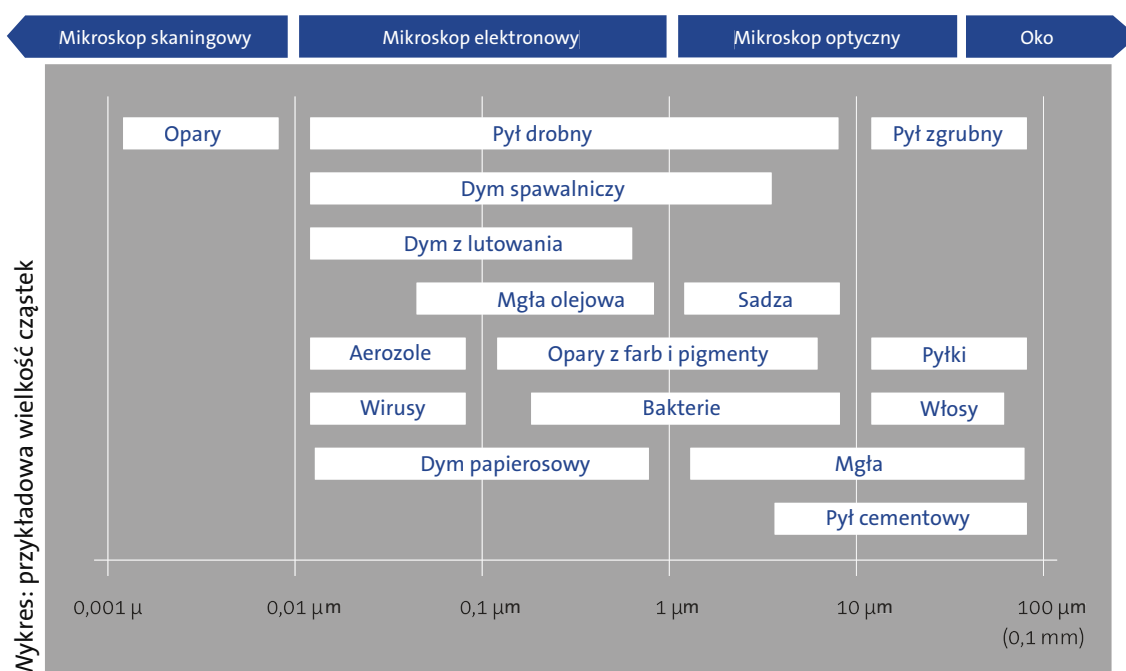 Mikroskop skaningowy
Mikroskop elektronowy
Mikroskop optyczny
Oko
Wykres: przykładowa wielkość cząstek
Opary
Pył drobny
Pył zgrubny
Dym spawalniczy
Dym z lutowania
Mgła olejowa
Sadza
Aerozole
Opary z farb i pigmenty
Pyłki
Wirusy
Bakterie
Włosy
Dym papierosowy
Mgła
Pył cementowy
0,001 µ
0,01 µm
0,1 µm
1 µm
10 µm
100 µm
(0,1 mm)